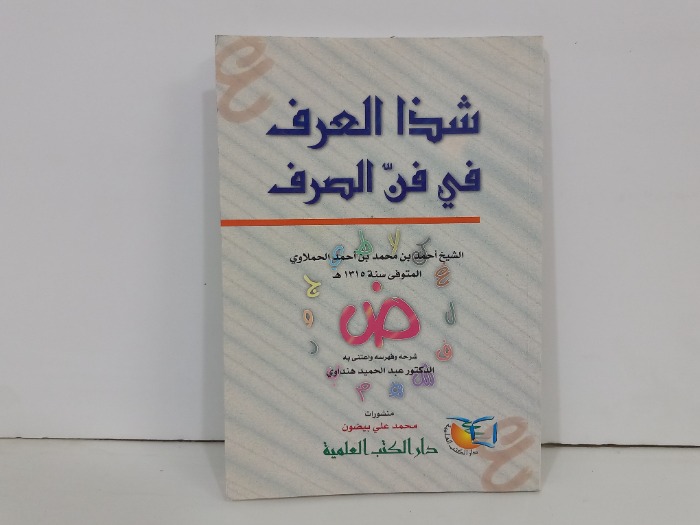 شذا العرف
في فنّ الصرف
الشيخ أحمد بن محمد بن أحمد الحملاوي
المتوفى سنة ١٣١٥ هـ
ض
شرحه وفهرسه واعتنى به
الدكتور عبد الحميد هنداوي
منشورات
محمد علي بيضون
دار الكتب العلمية